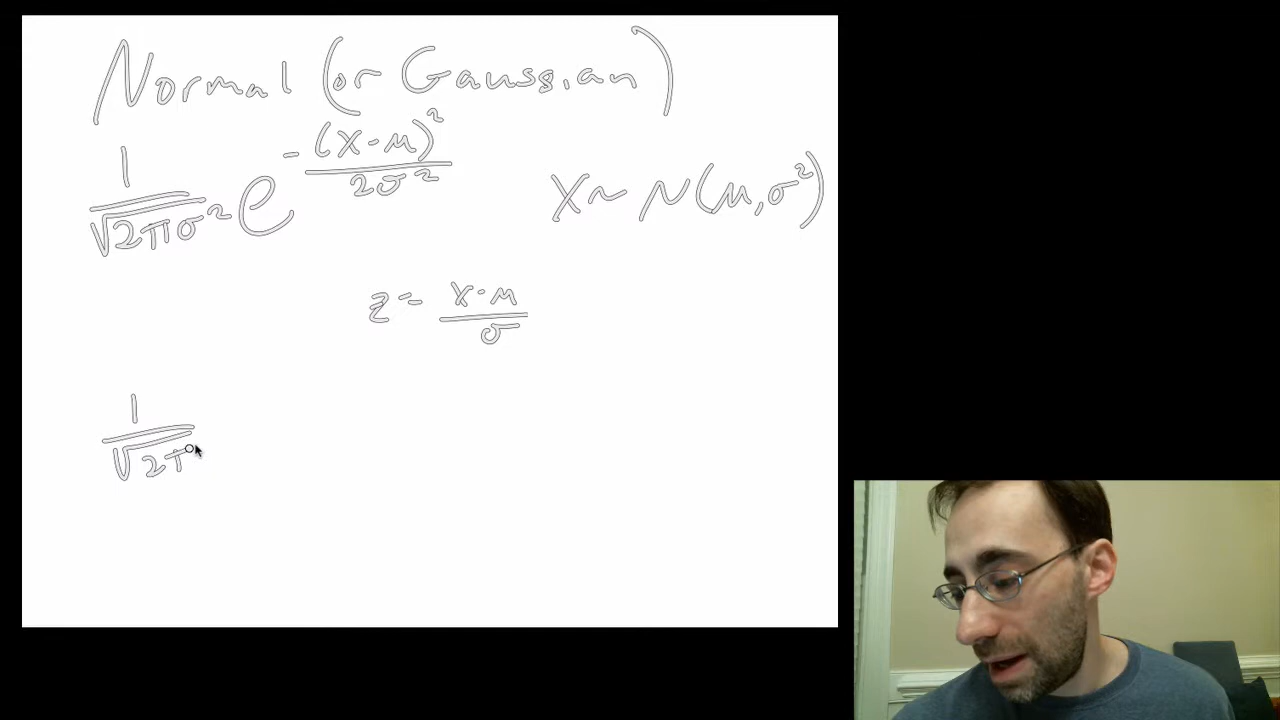 Normal (or Gaussian)
1/√2πσ² e^-(x-μ)²/2σ² X~N(μ,σ²)
z = x-μ/σ
1/√2π